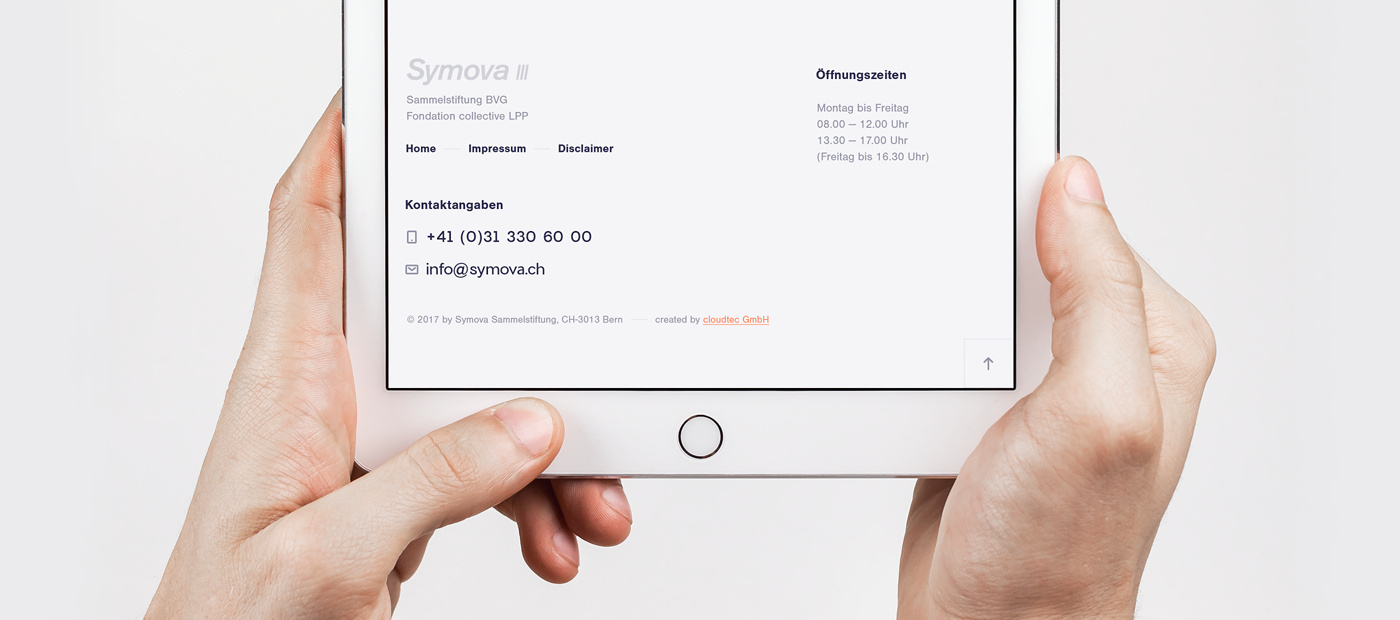 Symova
Sammelstiftung BVG
Fondation collective LPP
Home — Impressum — Disclaimer
Kontaktangaben
+41 (0)31 330 60 00
info@symova.ch
© 2017 by Symova Sammelstiftung, CH-3013 Bern — created by cloudtec GmbH
Öffnungszeiten
Montag bis Freitag
08.00 – 12.00 Uhr
13.30 – 17.00 Uhr
(Freitag bis 16.30 Uhr)